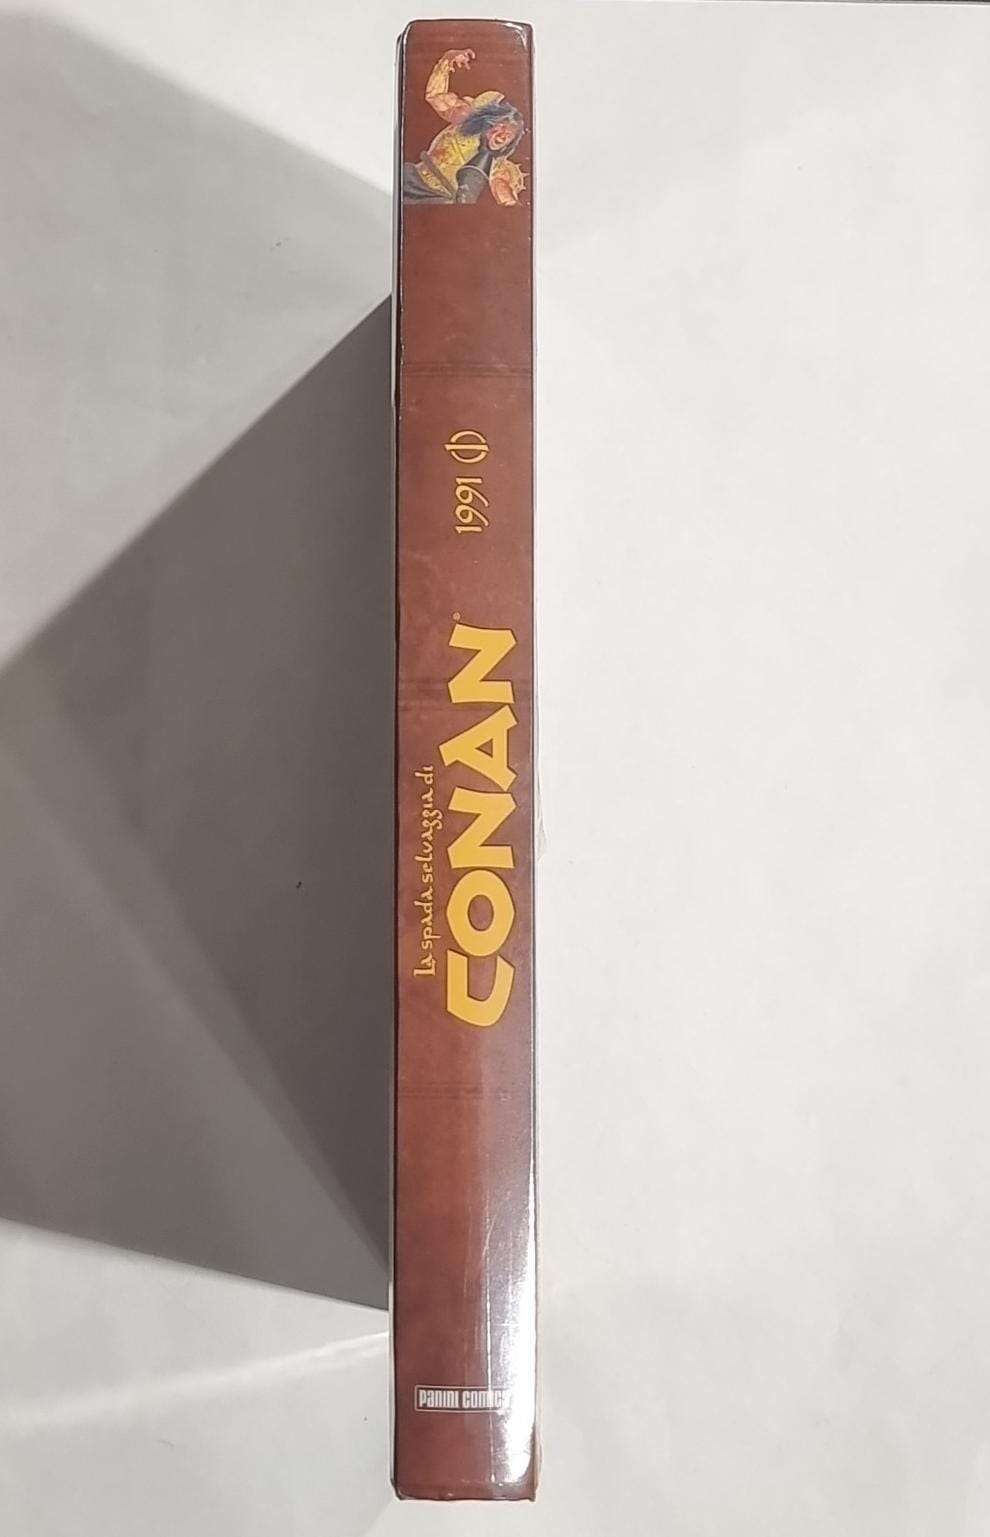 La spada selvaggia di
CONAN®
1991 (I)
PANINI COMICS